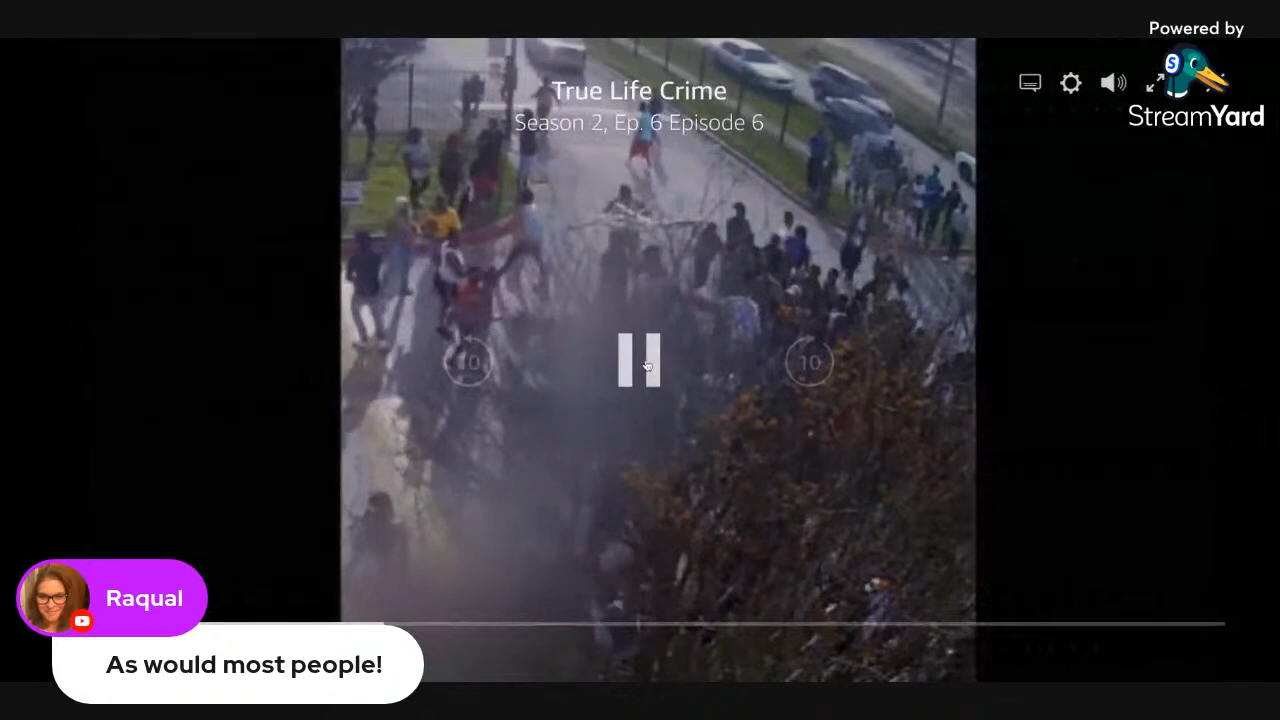 Powered by
StreamYard
True Life Crime
Season 2, Ep. 6 Episode 6
10
10
Raqual
As would most people!